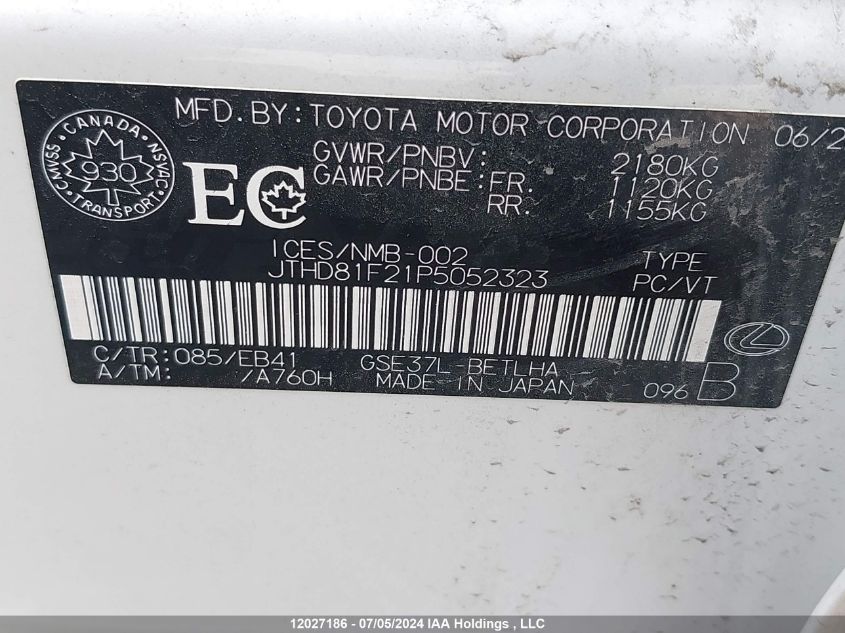 CANADA
CMVSS 930 NSVAC
TRANSPORT
EC
MFD.BY:TOYOTA MOTOR CORPORATION 06/2
GVWR/PNBV: 2180KG
GAWR/PNBE:FR: 1120KG
RR: 1155KG
ICES/NMB-002 TYPE
JTHD81F21P5052323 PC/VT
C/TR:085/EB41 GSE37L-BETLHA
A/TM: /A760H MADE IN JAPAN 096 B
12027186 - 07/05/2024 IAA Holdings , LLC